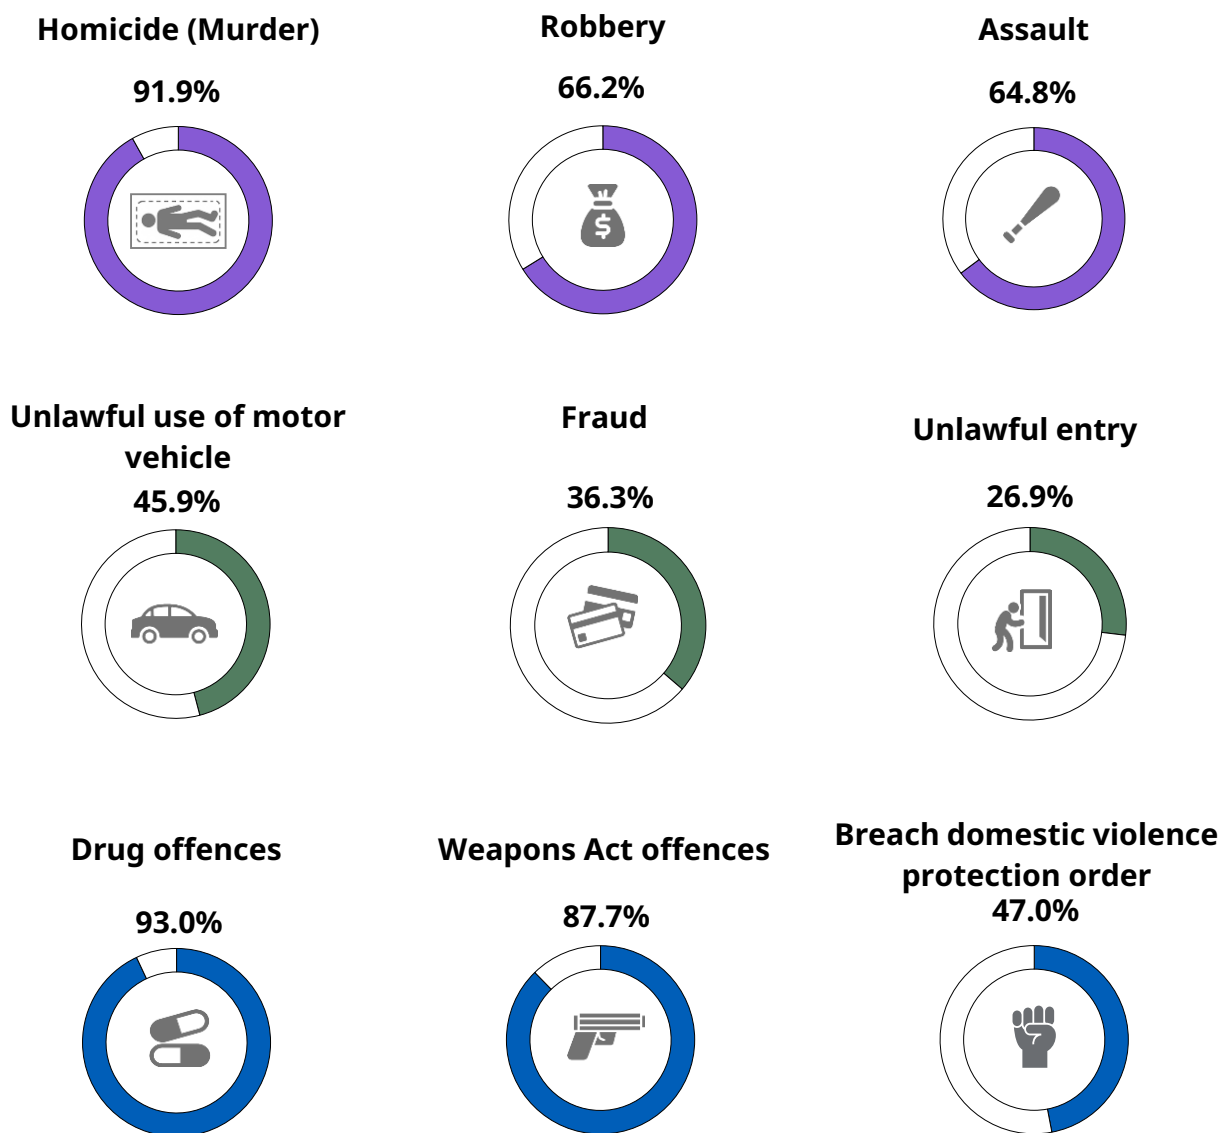 Homicide (Murder)
91.9%
Robbery
66.2%
Assault
64.8%
$
Unlawful use of motor
vehicle
45.9%
Fraud
36.3%
Unlawful entry
26.9%
Drug offences
93.0%
Weapons Act offences
87.7%
Breach domestic violence
protection order
47.0%